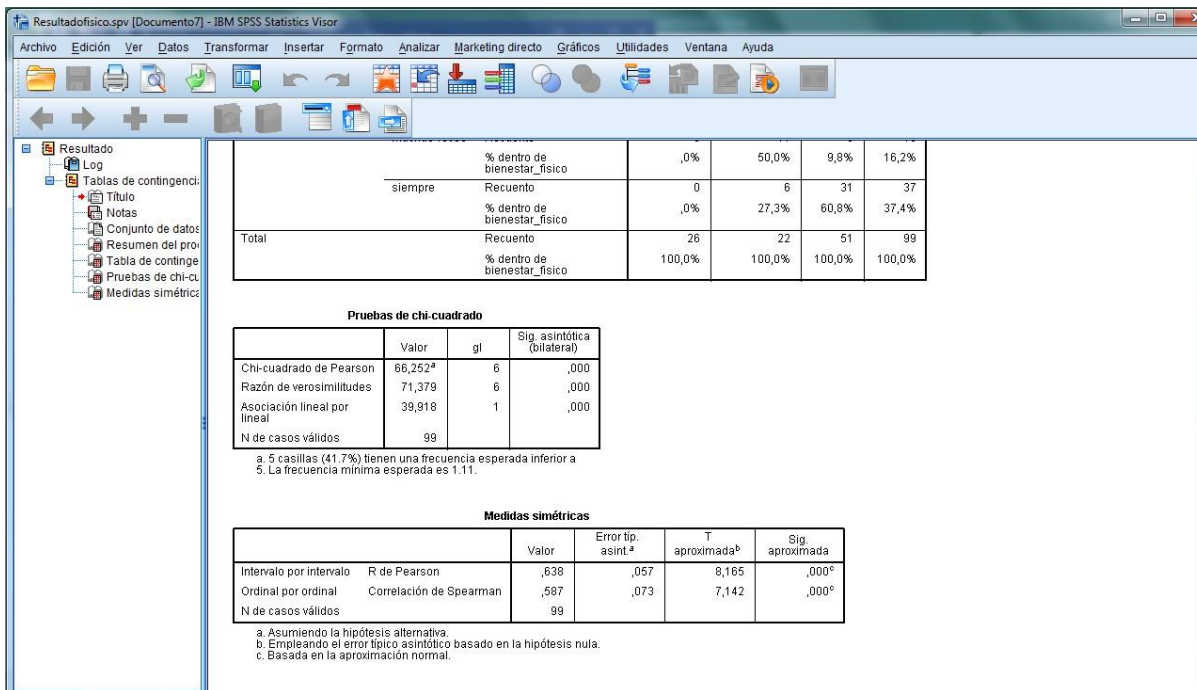 Resultadofisico.spv [Documento7] - IBM SPSS Statistics Visor
Archivo Edición Ver Datos Transformar Insertar Formato Analizar Marketing directo Gráficos Utilidades Ventana Ayuda
Resultado
Log
Tablas de contingenci
Título
Notas
Conjunto de datos
Resumen del pro
Tabla de continge
Pruebas de chi-cu
Medidas simétrica
% dentro de bienestar_fisico ,0% 50,0% 9,8% 16,2%
siempre Recuento 0 6 31 37
% dentro de bienestar_fisico ,0% 27,3% 60,8% 37,4%
Total Recuento 26 22 51 99
% dentro de bienestar_fisico 100,0% 100,0% 100,0% 100,0%
Pruebas de chi-cuadrado
Valor gl Sig. asintótica (bilateral)
Chi-cuadrado de Pearson 66,252a 6 ,000
Razón de verosimilitudes 71,379 6 ,000
Asociación lineal por lineal 39,918 1 ,000
N de casos válidos 99
a. 5 casillas (41.7%) tienen una frecuencia esperada inferior a
5. La frecuencia mínima esperada es 1.11.
Medidas simétricas
Valor Error típ. asint.a T aproximadab Sig. aproximada
Intervalo por intervalo R de Pearson ,638 ,057 8,165 ,000c
Ordinal por ordinal Correlación de Spearman ,587 ,073 7,142 ,000c
N de casos válidos 99
a. Asumiendo la hipótesis alternativa.
b. Empleando el error típico asintótico basado en la hipótesis nula.
c. Basada en la aproximación normal.